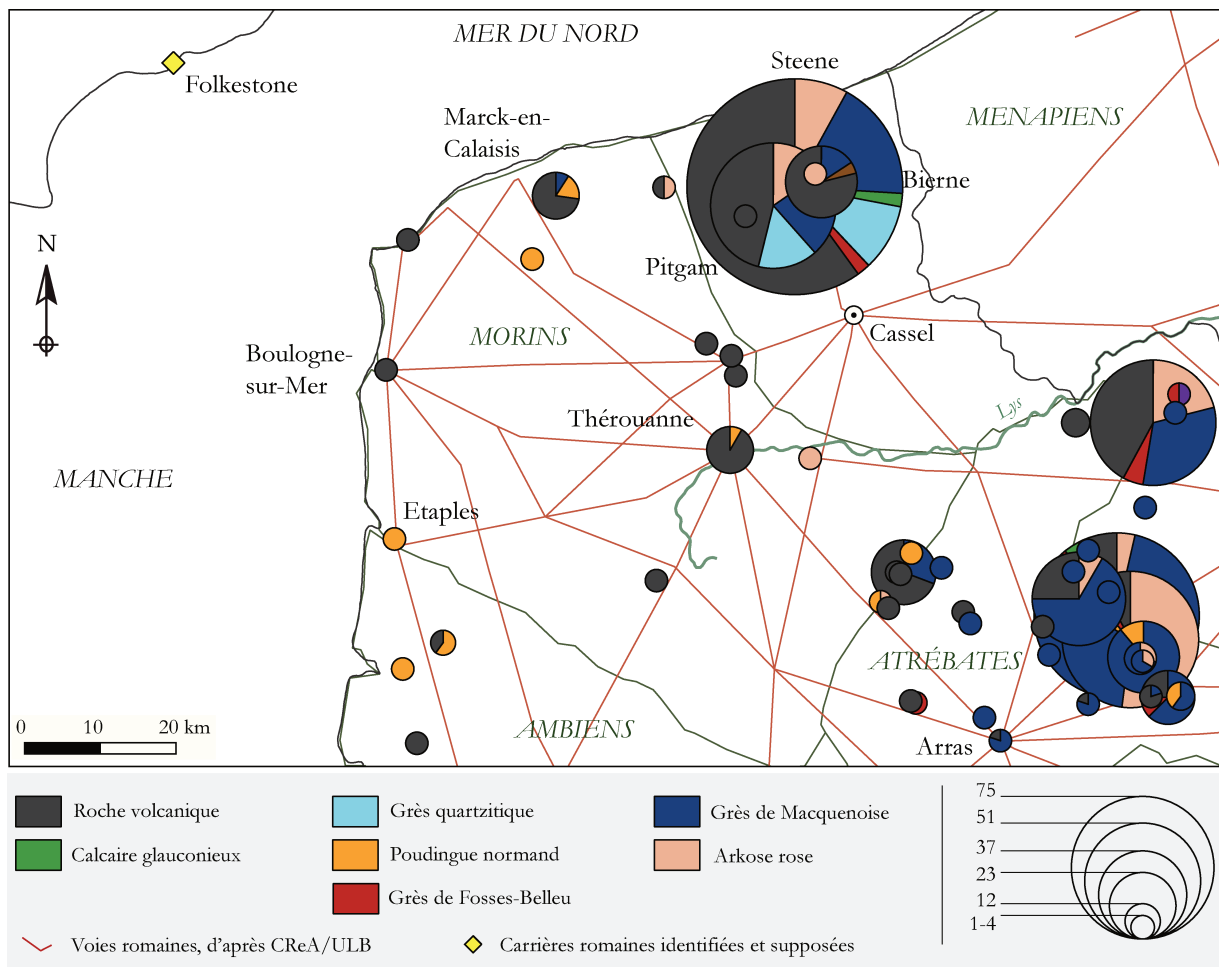 MER DU NORD
Steene
Folkestone
Marck-en-
Calaisis
MENAPIENS
Bierne
N
Pitgam
MORINS
Cassel
Boulogne-
sur-Mer
Lys
Thérouanne
MANCHE
Etaples
ATRÉBATES
0 10 20 km
AMBIENS
Arras
Roche volcanique
Grès quartzitique
Grès de Macquenoise
Calcaire glauconieux
Poudingue normand
Arkose rose
Grès de Fosses-Belleu
Voies romaines, d'après CReA/ULB
Carrières romaines identifiées et supposées
75
51
37
23
12
1-4